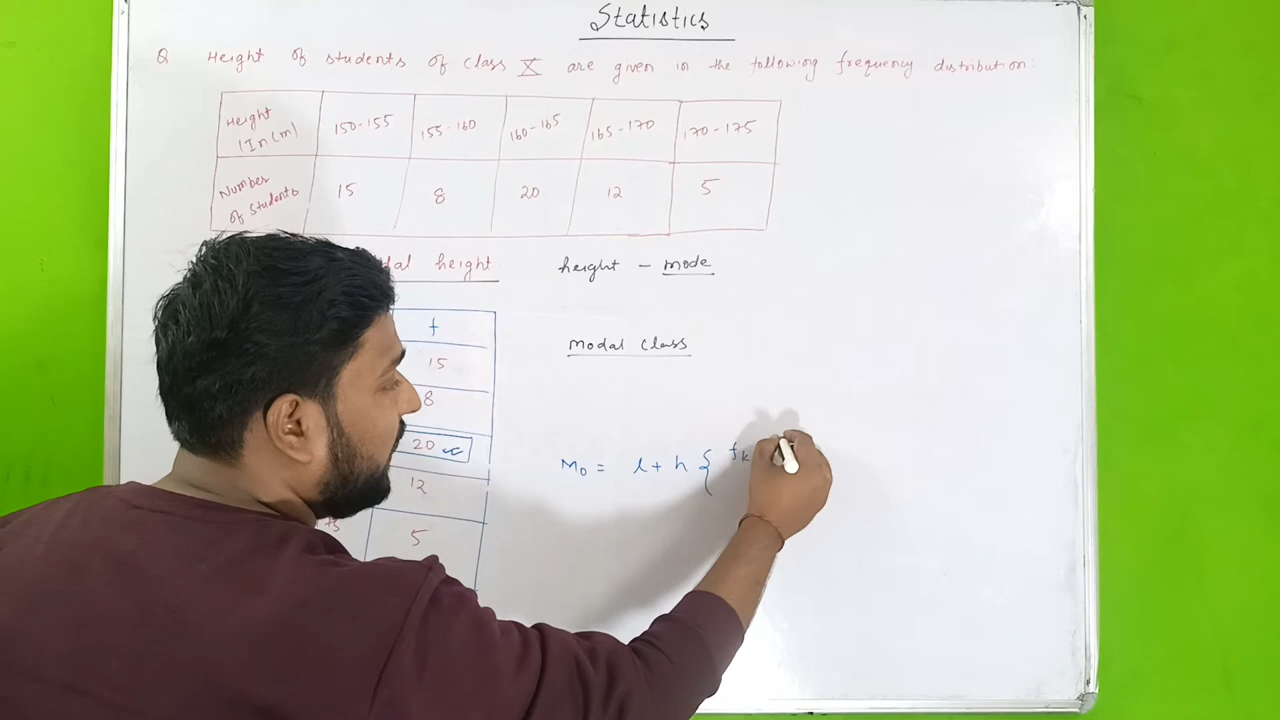 Statistics
Q Height of students of class X are given in the following frequency distribution:
Height (In cm) 150-155 155-160 160-165 165-170 170-175
Number of students 15 8 20 12 5
height height - mode
f
15
modal class
8
20
M₀ = l + h { fk
12
5